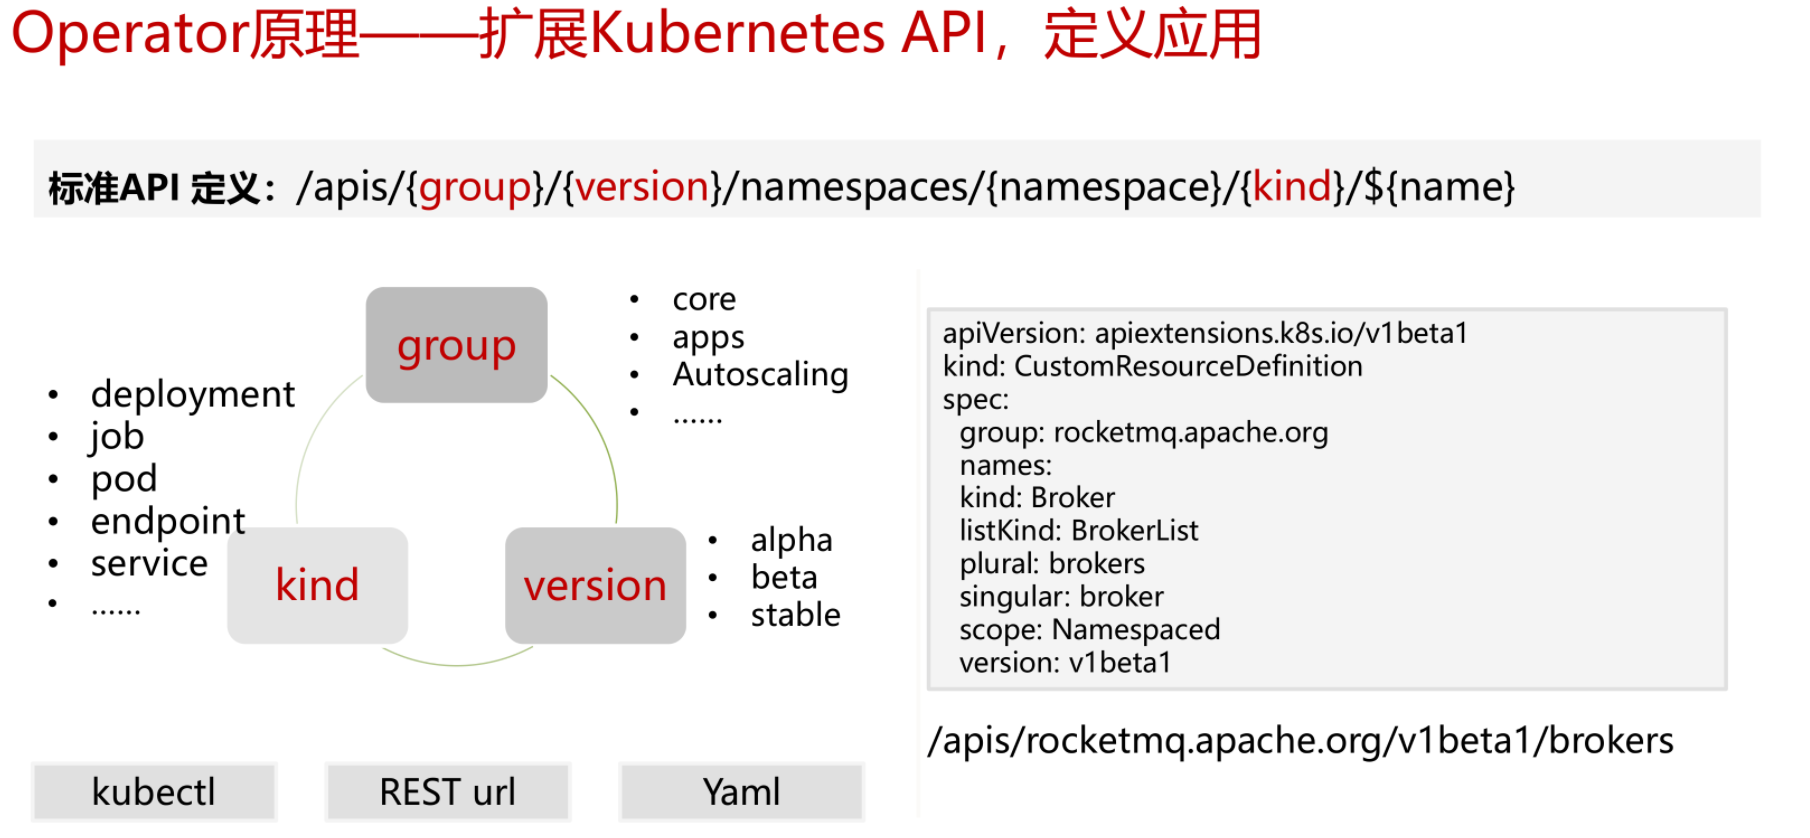 Operator原理——扩展Kubernetes API，定义应用
标准API 定义：/apis/{group}/{version}/namespaces/{namespace}/{kind}/${name}
group
• core
• apps
• Autoscaling
• ......
• deployment
• job
• pod
• endpoint
• service
• ......
kind
version
• alpha
• beta
• stable
kubectl
REST url
Yaml
apiVersion: apiextensions.k8s.io/v1beta1
kind: CustomResourceDefinition
spec:
group: rocketmq.apache.org
names:
kind: Broker
listKind: BrokerList
plural: brokers
singular: broker
scope: Namespaced
version: v1beta1
/apis/rocketmq.apache.org/v1beta1/brokers